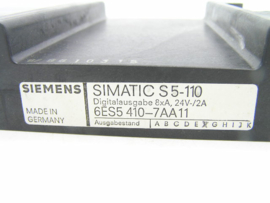 SIEMENS
SIMATIC S5-110
Digitalausgabe 8xA, 24V-/2A
MADE IN
GERMANY
6ES5 410-7AA11
Ausgabestand A B C D E F G H I J K